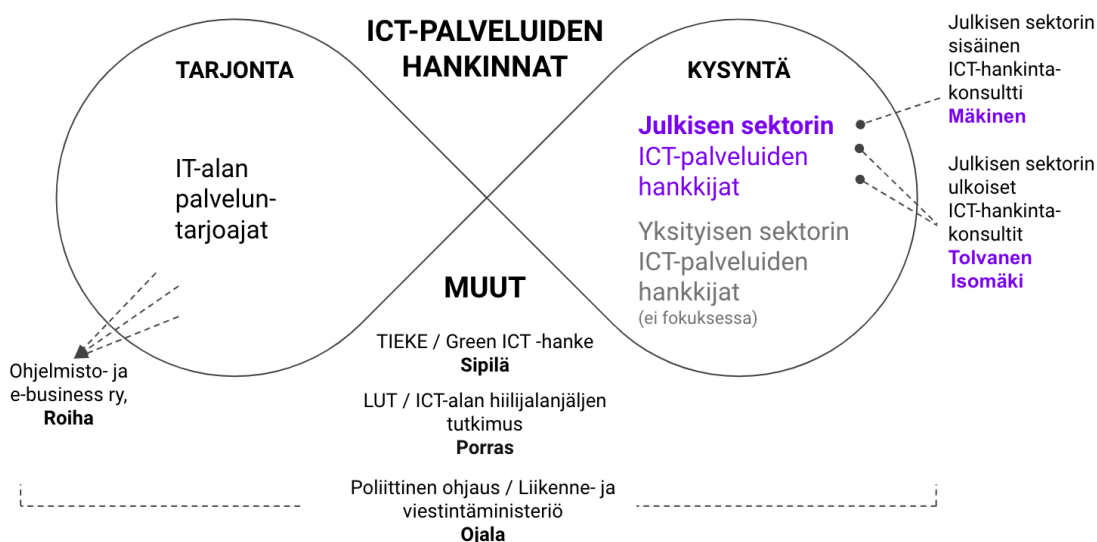 ICT-PALVELUIDEN
HANKINNAT
TARJONTA
IT-alan
palvelun-
tarjoajat
Ohjelmisto- ja
e-business ry,
Roiha
KYSYNTÄ
Julkisen sektorin
ICT-palveluiden
hankkijat
Yksityisen sektorin
ICT-palveluiden
hankkijat
(ei fokuksessa)
Julkisen sektorin
sisäinen
ICT-hankinta-
konsultti
Mäkinen
Julkisen sektorin
ulkoiset
ICT-hankinta-
konsultit
Tolvanen
Isomäki
MUUT
TIEKE / Green ICT -hanke
Sipilä
LUT / ICT-alan hiilijalanjäljen
tutkimus
Porras
Poliittinen ohjaus / Liikenne- ja
viestintäministeriö
Ojala